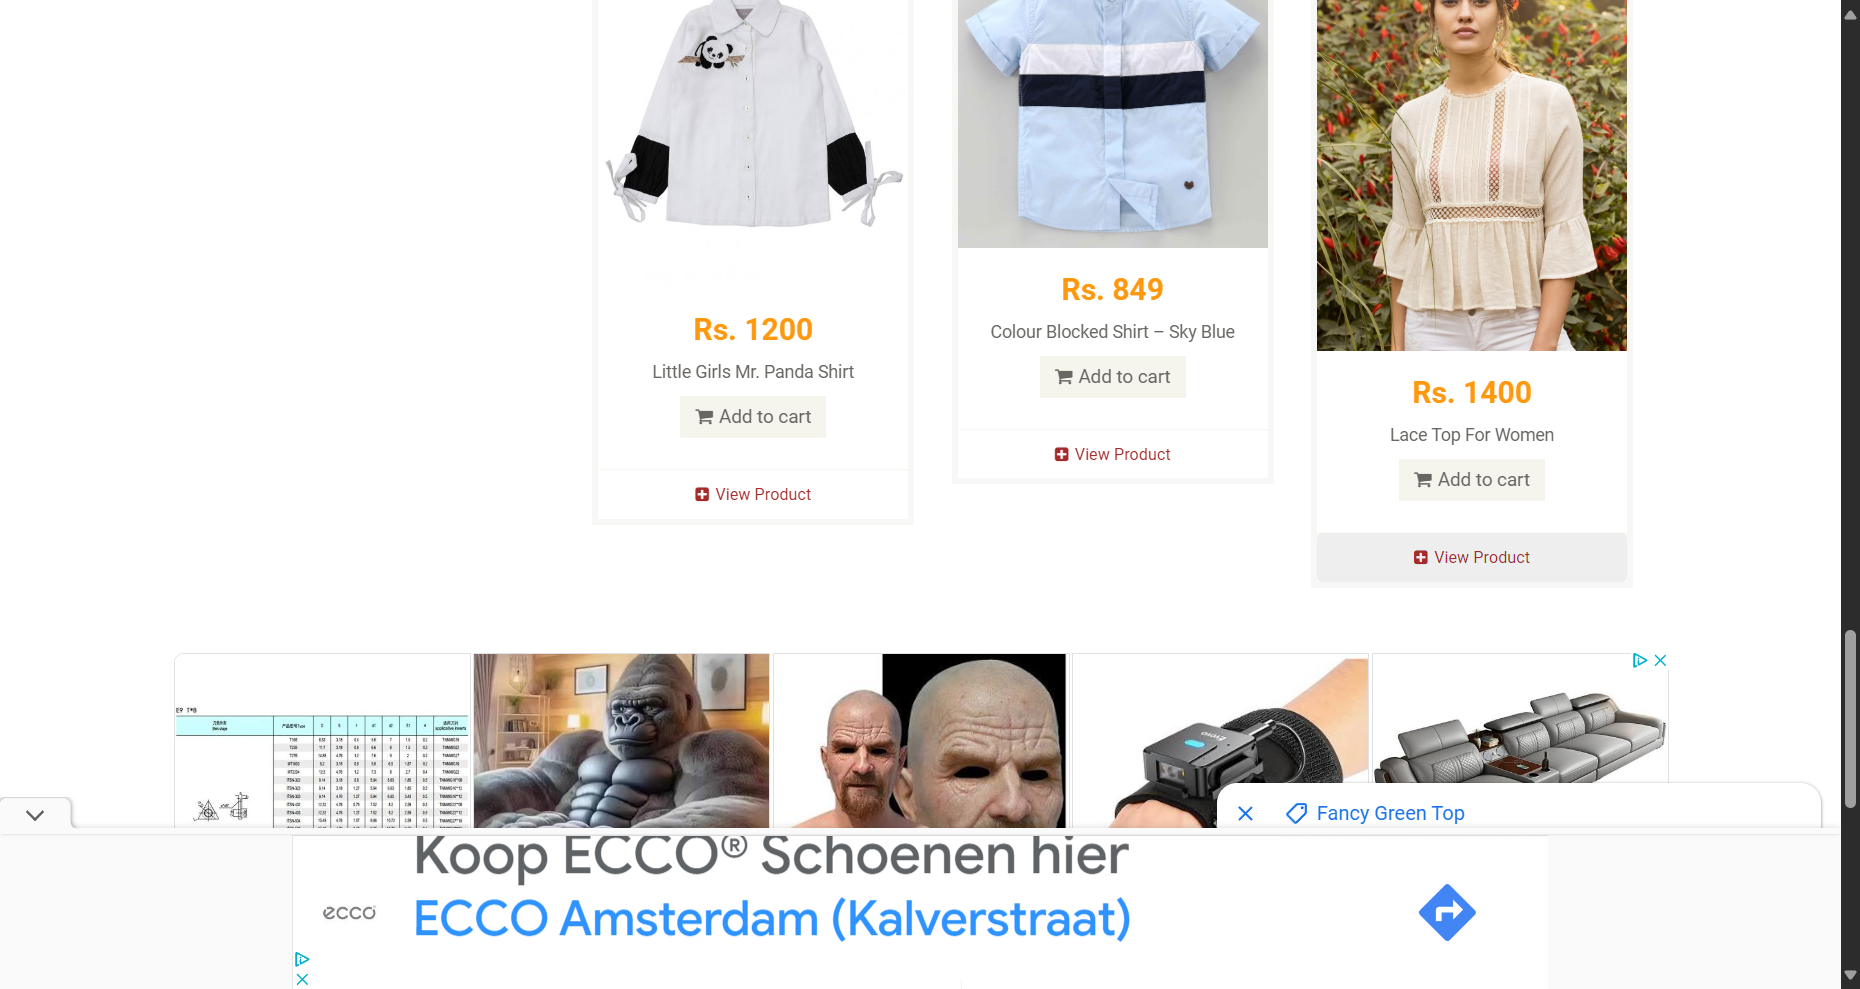 Rs. 1200
Little Girls Mr. Panda Shirt
Add to cart
View Product
Rs. 849
Colour Blocked Shirt – Sky Blue
Add to cart
View Product
Rs. 1400
Lace Top For Women
Add to cart
View Product
Fancy Green Top
Koop ECCO® Schoenen hier
ecco
ECCO Amsterdam (Kalverstraat)